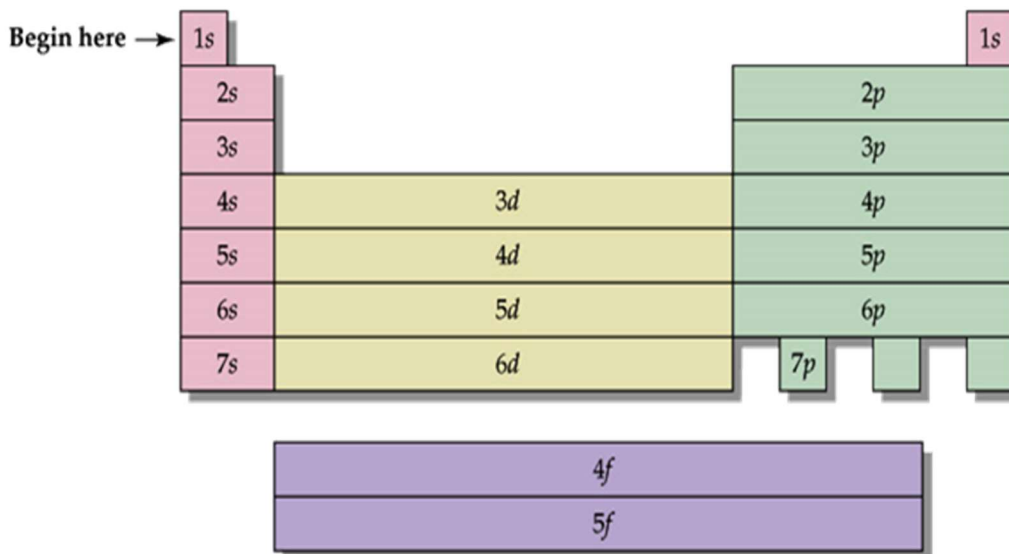 Begin here → 1s 1s
2s 2p
3s 3p
4s 3d 4p
5s 4d 5p
6s 5d 6p
7s 6d 7p
4f
5f